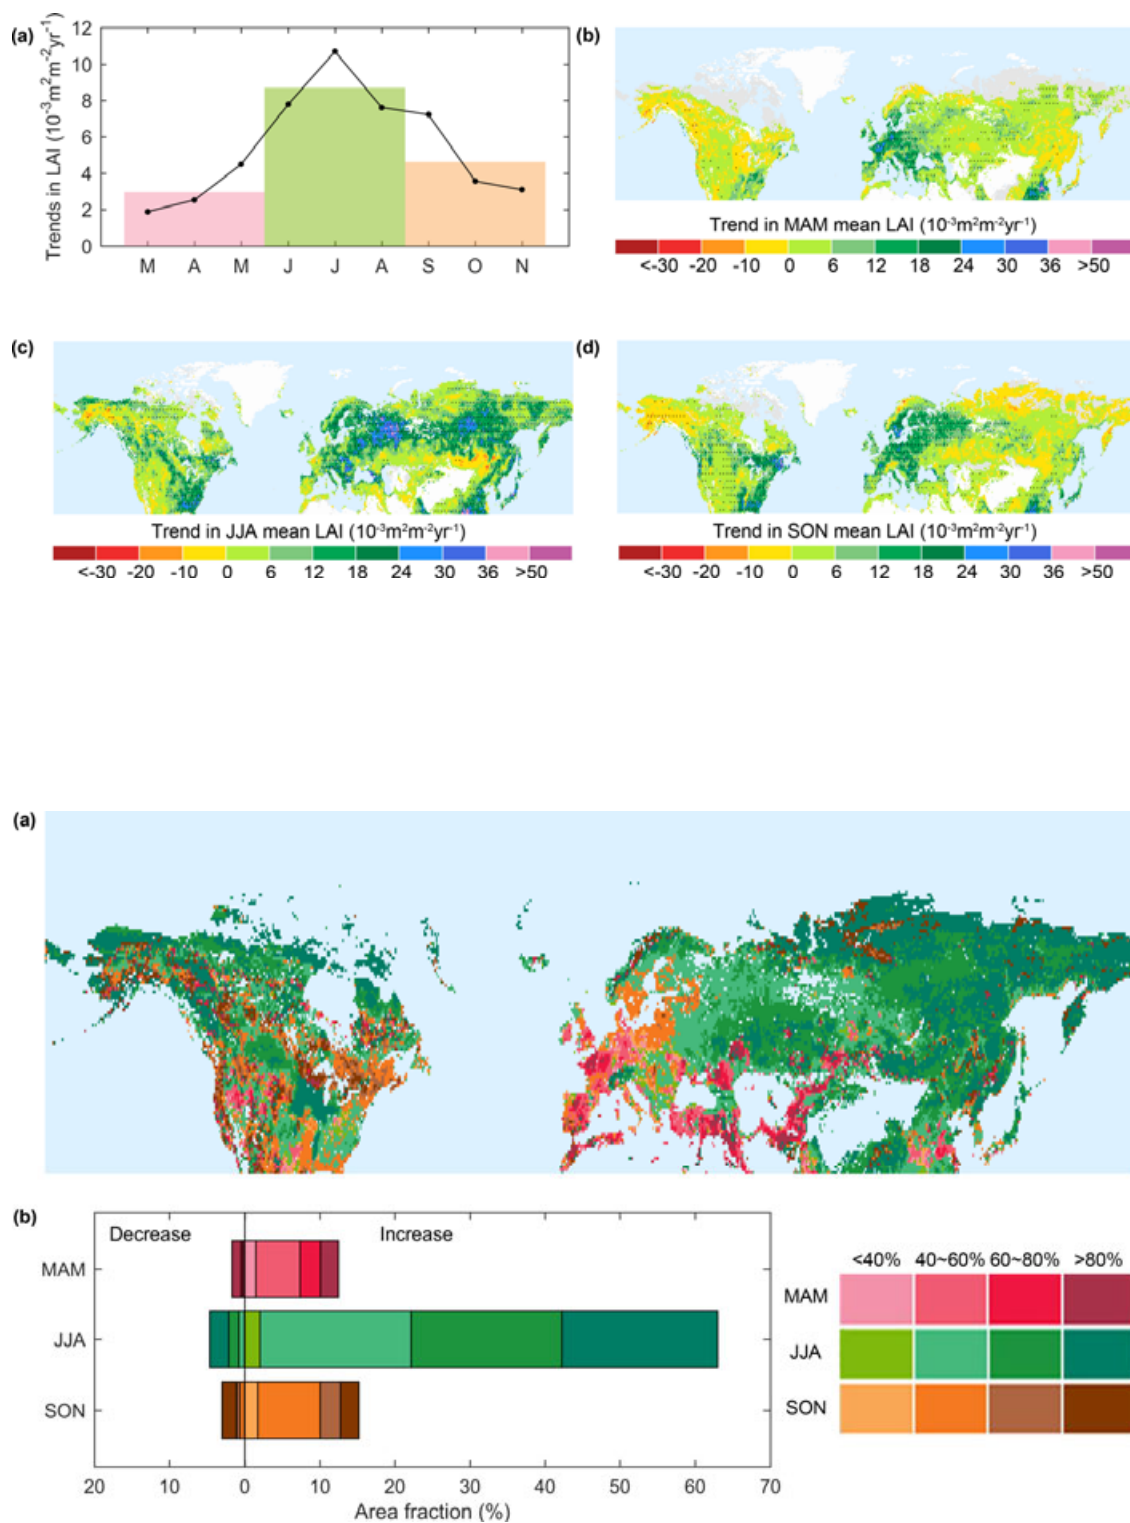 (a)
12
10
8
6
4
2
0
Trends in LAI (10⁻³m²m⁻²yr⁻¹)
M A M J J A S O N
(b)
Trend in MAM mean LAI (10⁻³m²m⁻²yr⁻¹)
<-30 -20 -10 0 6 12 18 24 30 36 >50
(c)
Trend in JJA mean LAI (10⁻³m²m⁻²yr⁻¹)
<-30 -20 -10 0 6 12 18 24 30 36 >50
(d)
Trend in SON mean LAI (10⁻³m²m⁻²yr⁻¹)
<-30 -20 -10 0 6 12 18 24 30 36 >50
(a)
(b)
Decrease Increase
MAM
JJA
SON
20 10 0 10 20 30 40 50 60 70
Area fraction (%)
<40% 40~60% 60~80% >80%
MAM
JJA
SON